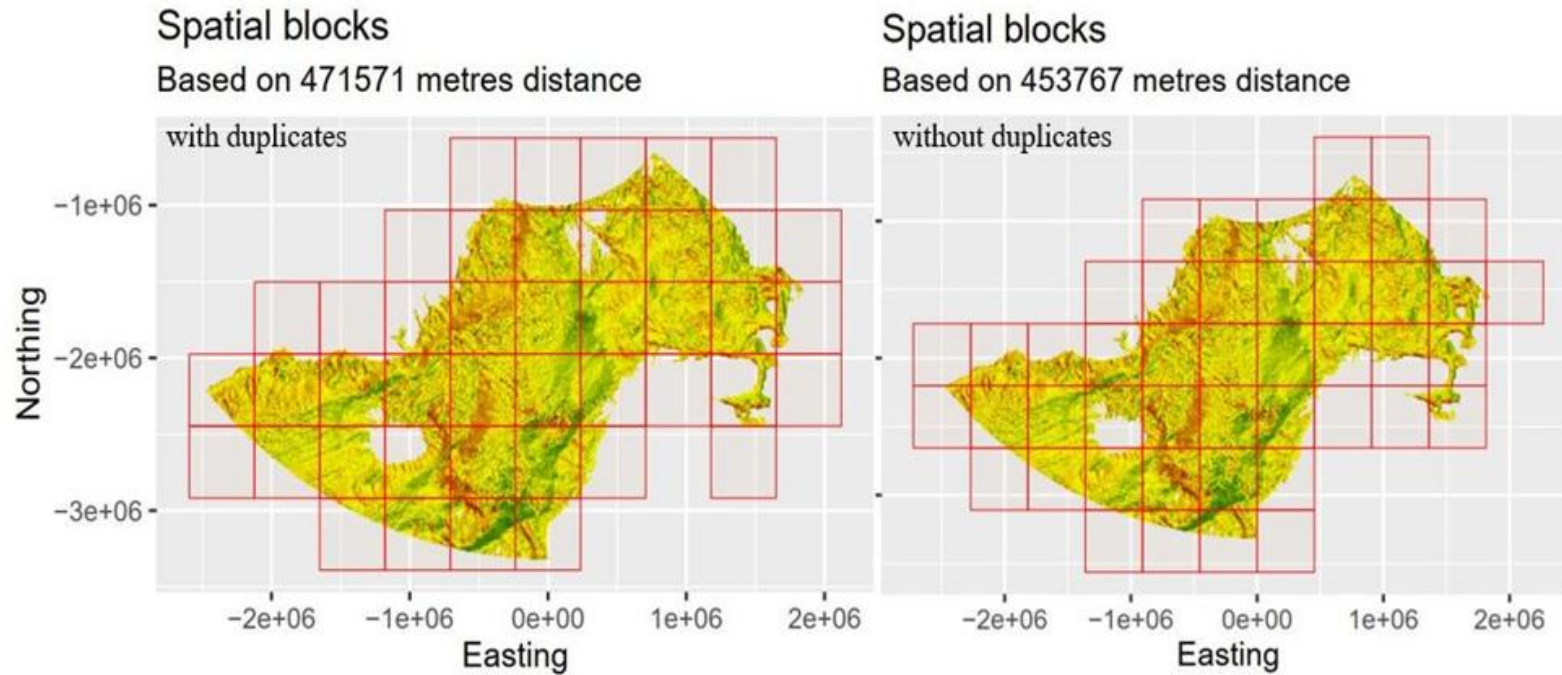 Spatial blocks
Based on 471571 metres distance
with duplicates
−1e+06
−2e+06
−3e+06
Northing
−2e+06
−1e+06
0e+00
1e+06
2e+06
Easting
Spatial blocks
Based on 453767 metres distance
without duplicates
−2e+06
−1e+06
0e+00
1e+06
2e+06
Easting